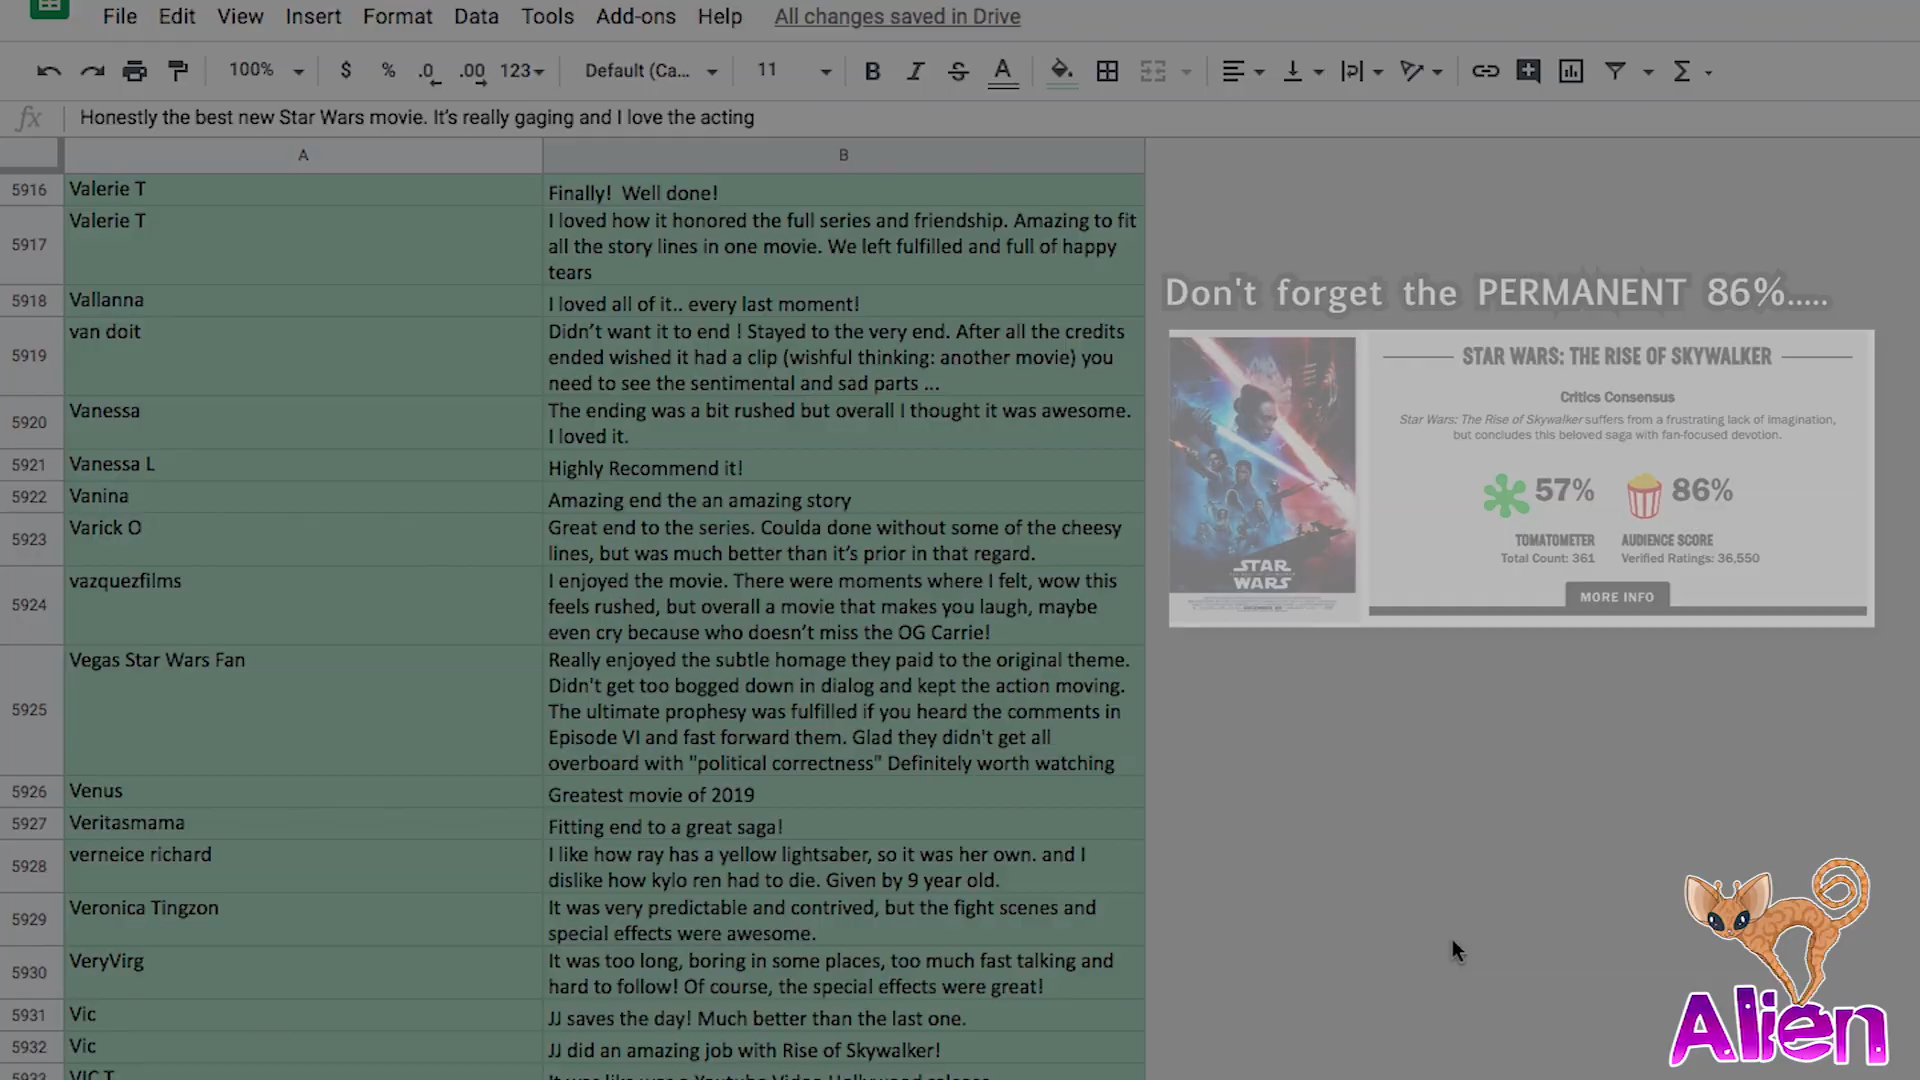 File Edit View Insert Format Data Tools Add-ons Help All changes saved in Drive
100% $ % .0 .00 123 Default (Ca... 11 B I S A
fx Honestly the best new Star Wars movie. It's really gaging and I love the acting
A B
5916 Valerie T Finally!  Well done!
5917 Valerie T I loved how it honored the full series and friendship. Amazing to fit
all the story lines in one movie. We left fulfilled and full of happy
tears
5918 Vallanna I loved all of it.. every last moment!
5919 van doit Didn't want it to end ! Stayed to the very end. After all the credits
ended wished it had a clip (wishful thinking: another movie) you
need to see the sentimental and sad parts ...
5920 Vanessa The ending was a bit rushed but overall I thought it was awesome.
I loved it.
5921 Vanessa L Highly Recommend it!
5922 Vanina Amazing end the an amazing story
5923 Varick O Great end to the series. Coulda done without some of the cheesy
lines, but was much better than it's prior in that regard.
5924 vazquezfilms I enjoyed the movie. There were moments where I felt, wow this
feels rushed, but overall a movie that makes you laugh, maybe
even cry because who doesn't miss the OG Carrie!
5925 Vegas Star Wars Fan Really enjoyed the subtle homage they paid to the original theme.
Didn't get too bogged down in dialog and kept the action moving.
The ultimate prophesy was fulfilled if you heard the comments in
Episode VI and fast forward them. Glad they didn't get all
overboard with "political correctness" Definitely worth watching
5926 Venus Greatest movie of 2019
5927 Veritasmama Fitting end to a great saga!
5928 verneice richard I like how ray has a yellow lightsaber, so it was her own. and I
dislike how kylo ren had to die. Given by 9 year old.
5929 Veronica Tingzon It was very predictable and contrived, but the fight scenes and
special effects were awesome.
5930 VeryVirg It was too long, boring in some places, too much fast talking and
hard to follow! Of course, the special effects were great!
5931 Vic JJ saves the day! Much better than the last one.
5932 Vic JJ did an amazing job with Rise of Skywalker!
5933 VIC T
Don't forget the PERMANENT 86%.....
STAR WARS: THE RISE OF SKYWALKER
Critics Consensus
Star Wars: The Rise of Skywalker suffers from a frustrating lack of imagination,
but concludes this beloved saga with fan-focused devotion.
57% 86%
TOMATOMETER AUDIENCE SCORE
Total Count: 361 Verified Ratings: 36,550
MORE INFO
STAR
WARS
Alien